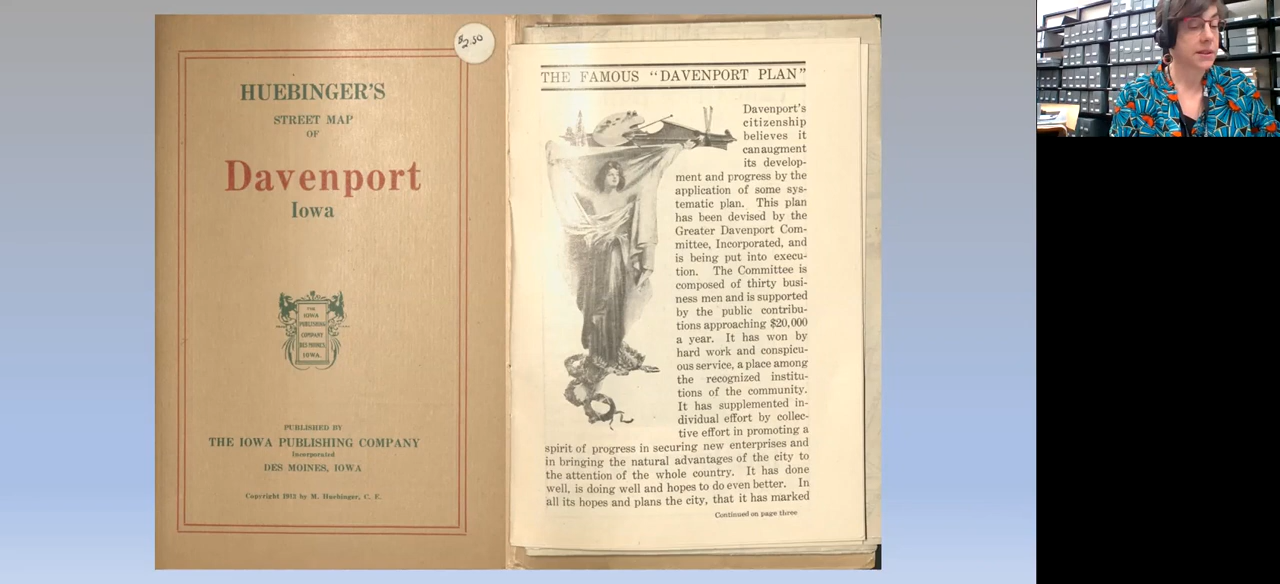 $2.50
HUEBINGER'S
STREET MAP
OF
Davenport
Iowa
THE
IOWA
PUBLISHING
COMPANY
DES MOINES,
IOWA.
PUBLISHED BY
THE IOWA PUBLISHING COMPANY
Incorporated
DES MOINES, IOWA
Copyright 1913 by M. Huebinger, C. E.
THE FAMOUS "DAVENPORT PLAN"
Davenport's
citizenship
believes it
can augment
its develop-
ment and progress by the
application of some sys-
tematic plan. This plan
has been devised by the
Greater Davenport Com-
mittee, Incorporated, and
is being put into execu-
tion. The Committee is
composed of thirty busi-
ness men and is supported
by the public contribu-
tions approaching $20,000
a year. It has won by
hard work and conspicu-
ous service, a place among
the recognized institu-
tions of the community.
It has supplemented in-
dividual effort by collec-
tive effort in promoting a
spirit of progress in securing new enterprises and
in bringing the natural advantages of the city to
the attention of the whole country. It has done
well, is doing well and hopes to do even better. In
all its hopes and plans the city, that it has marked
Continued on page three